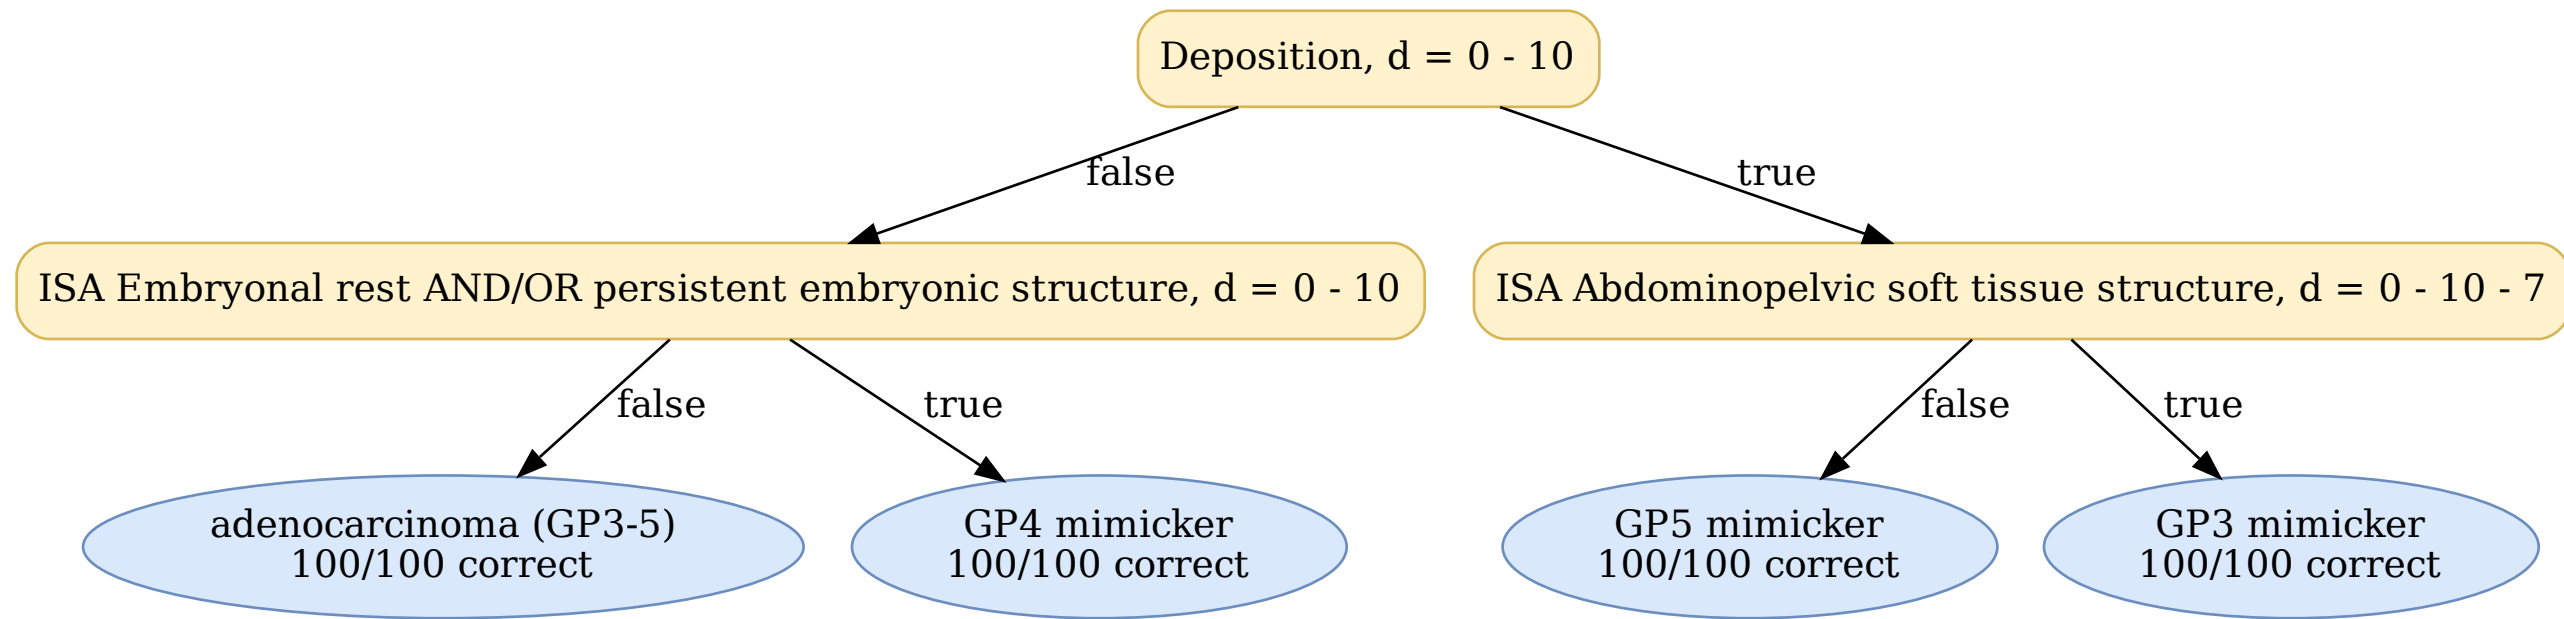 Deposition, d = 0 - 10
false
true
ISA Embryonal rest AND/OR persistent embryonic structure, d = 0 - 10
ISA Abdominopelvic soft tissue structure, d = 0 - 10 - 7
false
true
false
true
adenocarcinoma (GP3-5)
100/100 correct
GP4 mimicker
100/100 correct
GP5 mimicker
100/100 correct
GP3 mimicker
100/100 correct